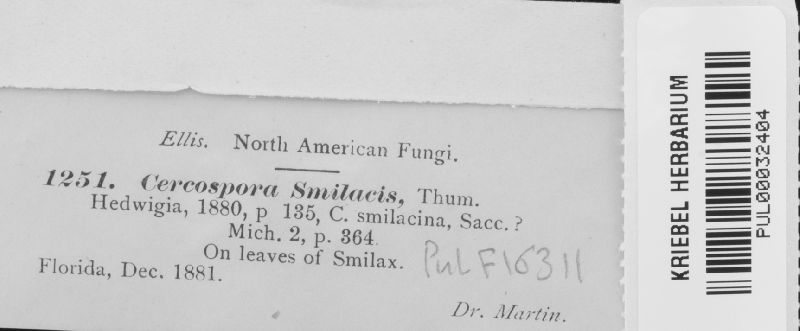 Ellis. North American Fungi.
1251. Cercospora Smilacis, Thum.
Hedwigia, 1880, p 135, C. smilacina, Sacc. ?
Mich. 2, p. 364
On leaves of Smilax.
Florida, Dec. 1881.
PUL F16311
Dr. Martin.
KRIEBEL HERBARIUM
PUL00032404